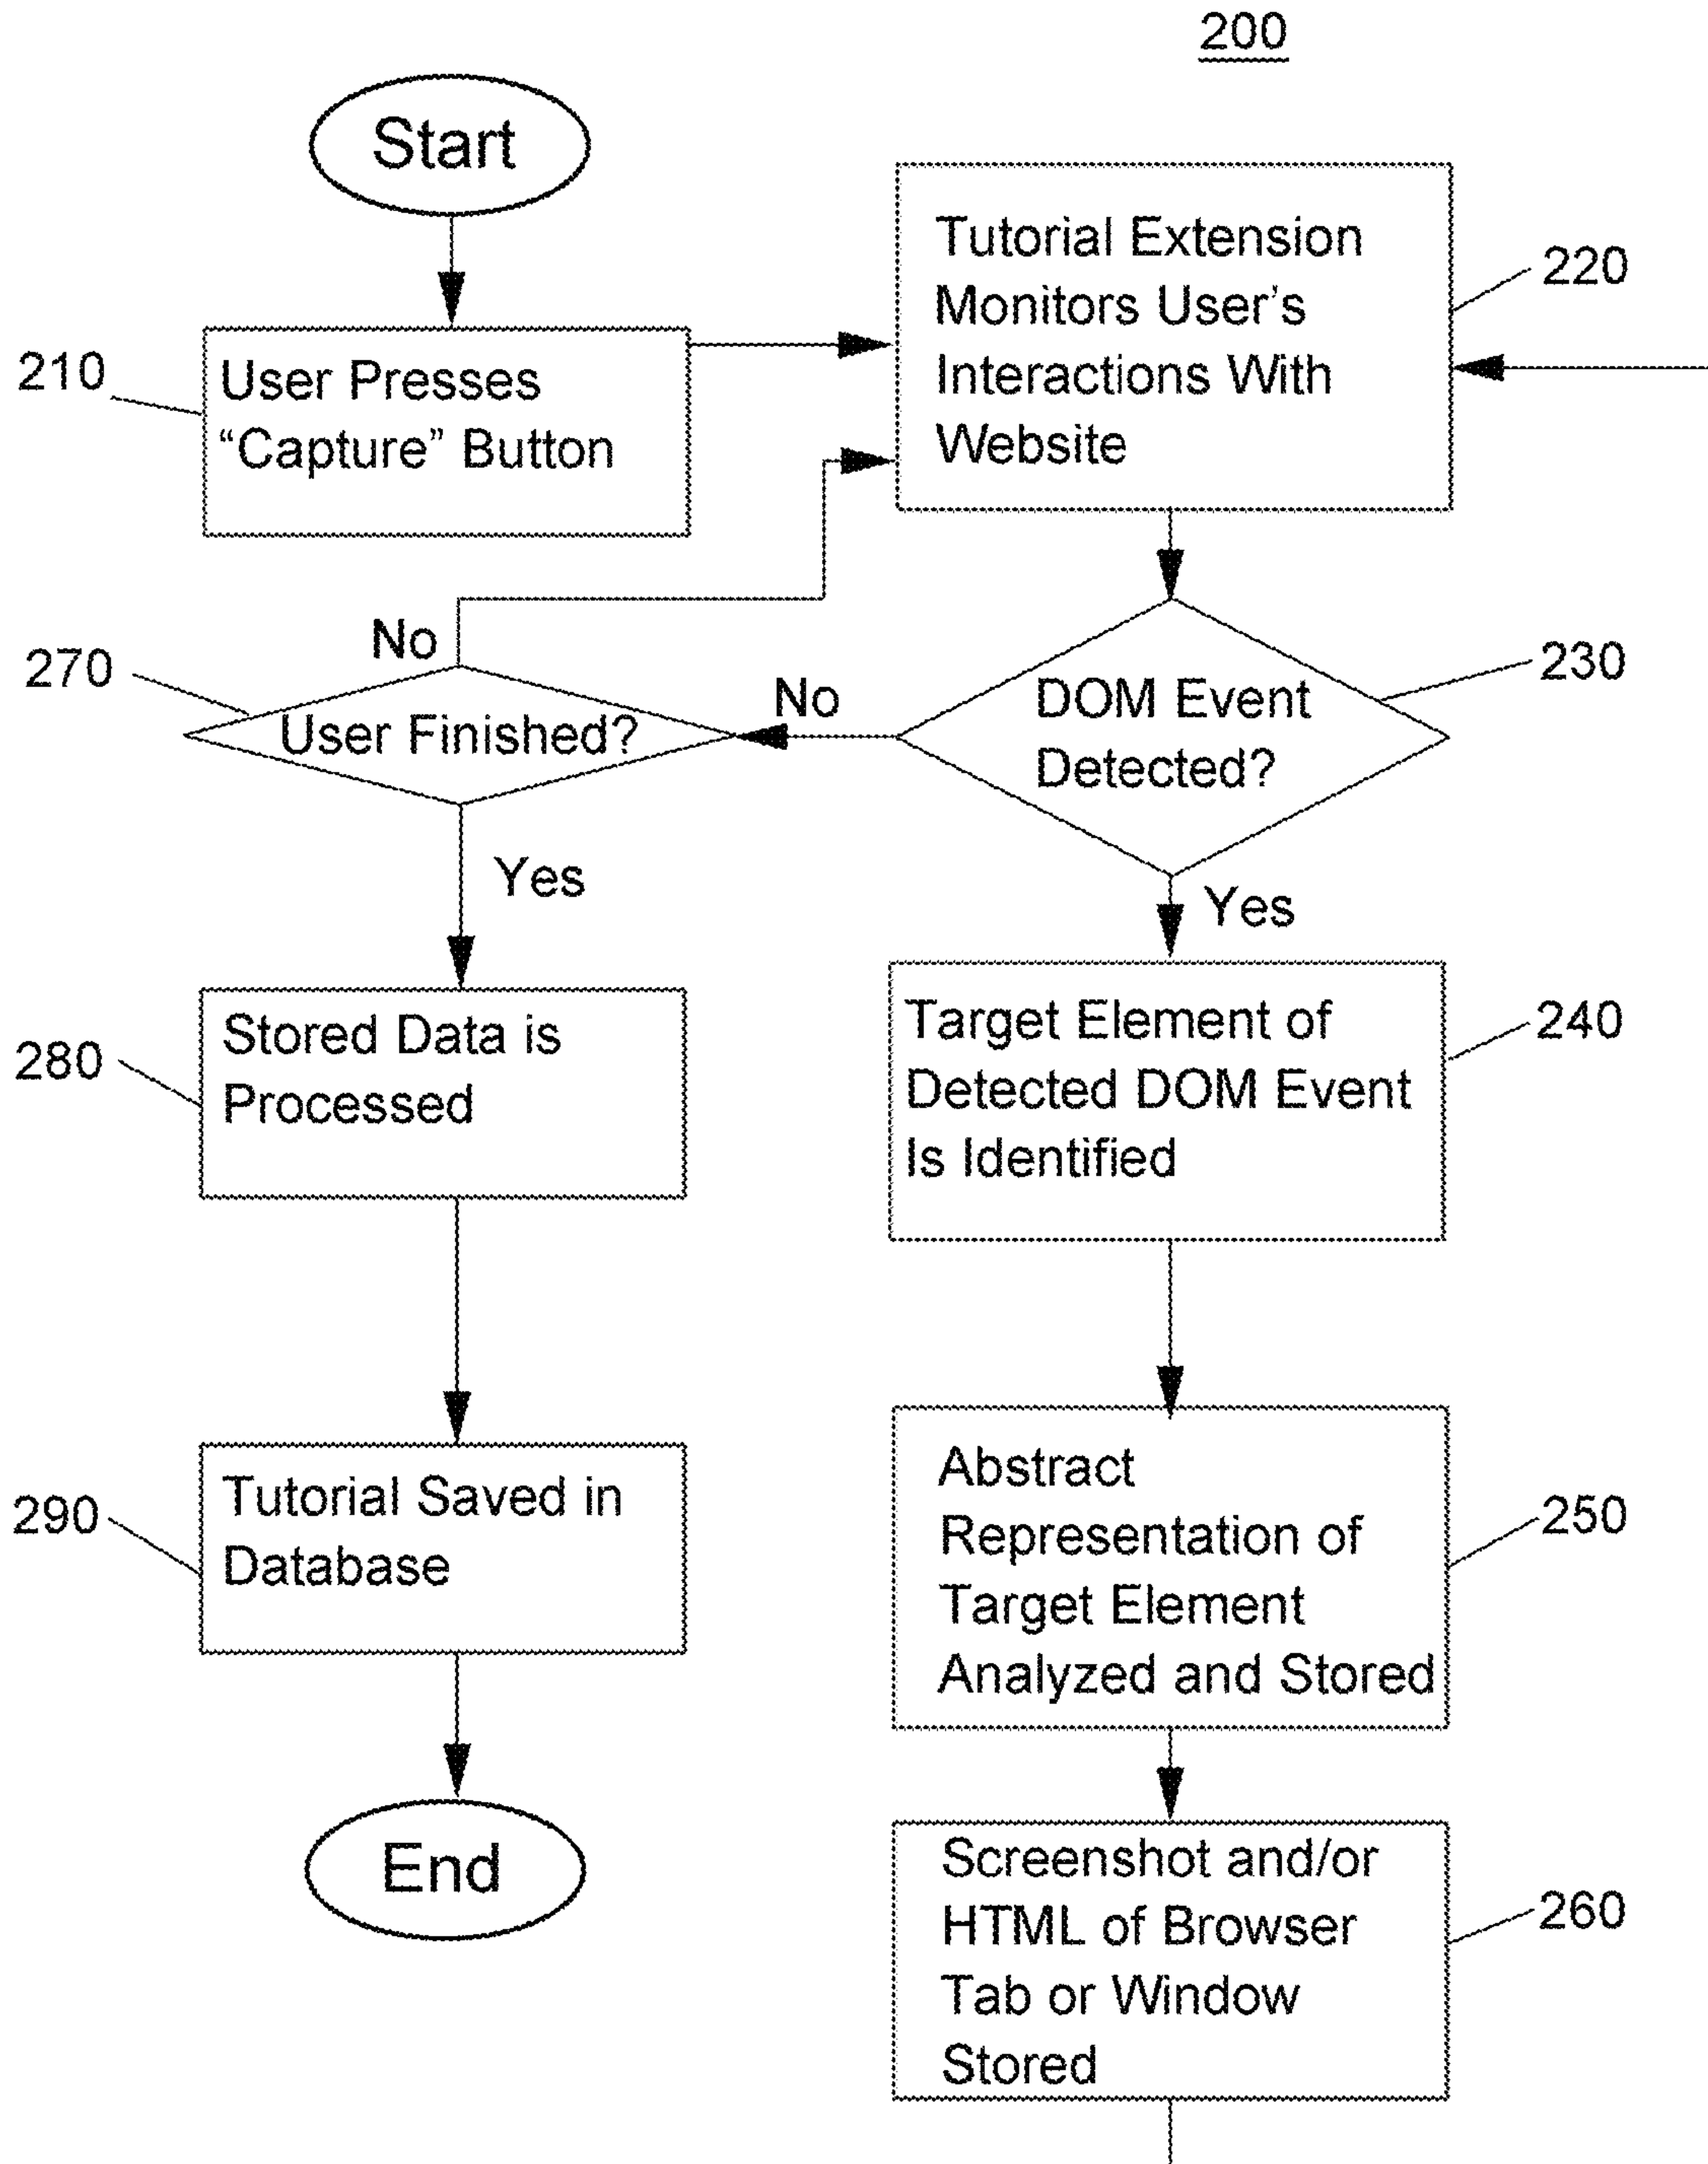 200
Start
210
User Presses
“Capture” Button
Tutorial Extension
Monitors User’s
Interactions With
Website
220
No
270
User Finished?
No
DOM Event
Detected?
230
Yes
Yes
280
Stored Data is
Processed
Target Element of
Detected DOM Event
Is Identified
240
290
Tutorial Saved in
Database
Abstract
Representation of
Target Element
Analyzed and Stored
250
End
Screenshot and/or
HTML of Browser
Tab or Window
Stored
260